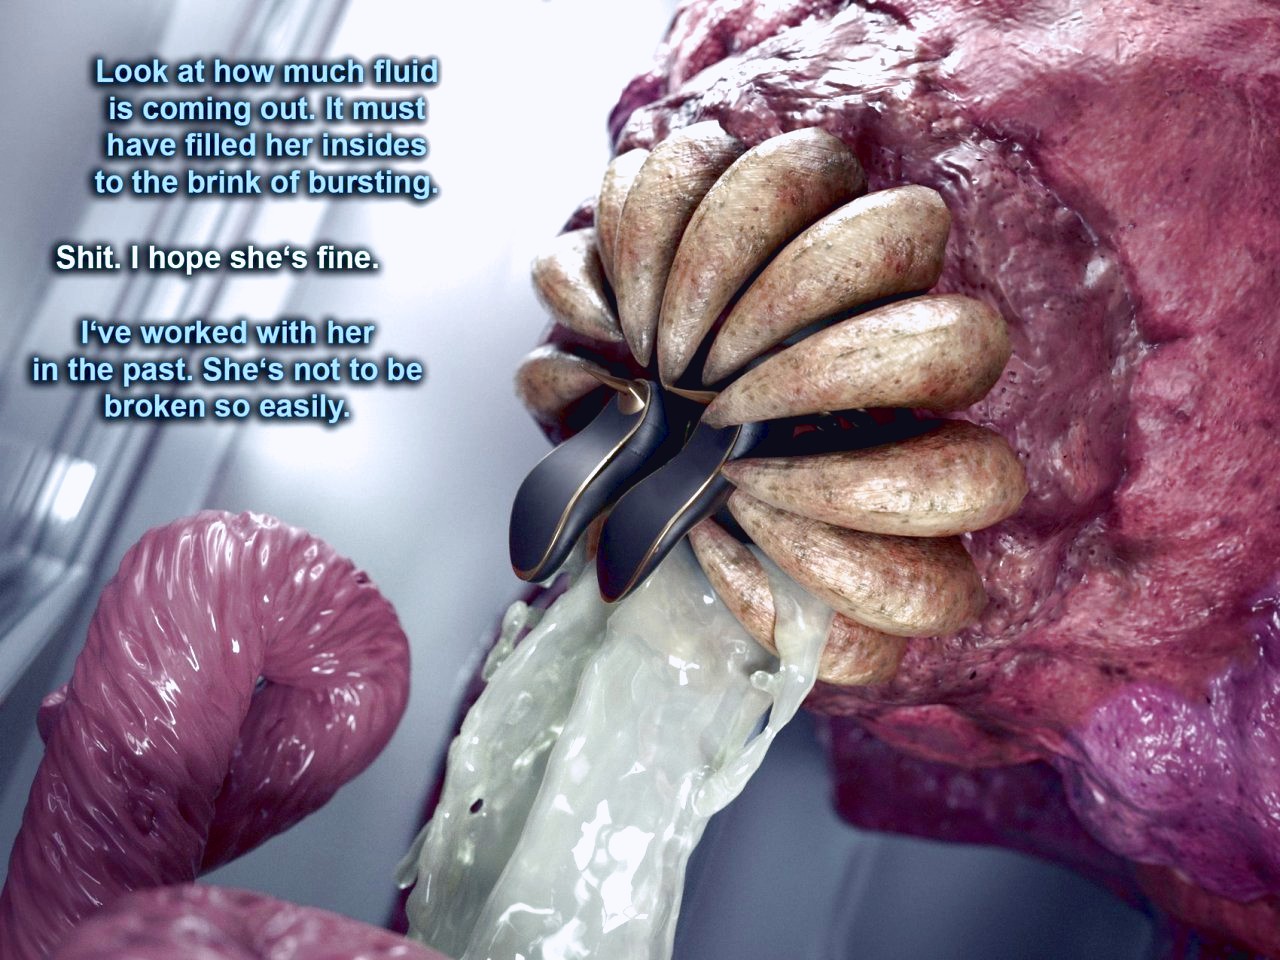 Look at how much fluid
is coming out. It must
have filled her insides
to the brink of bursting.
Shit. I hope she‘s fine.
I‘ve worked with her
in the past. She‘s not to be
broken so easily.